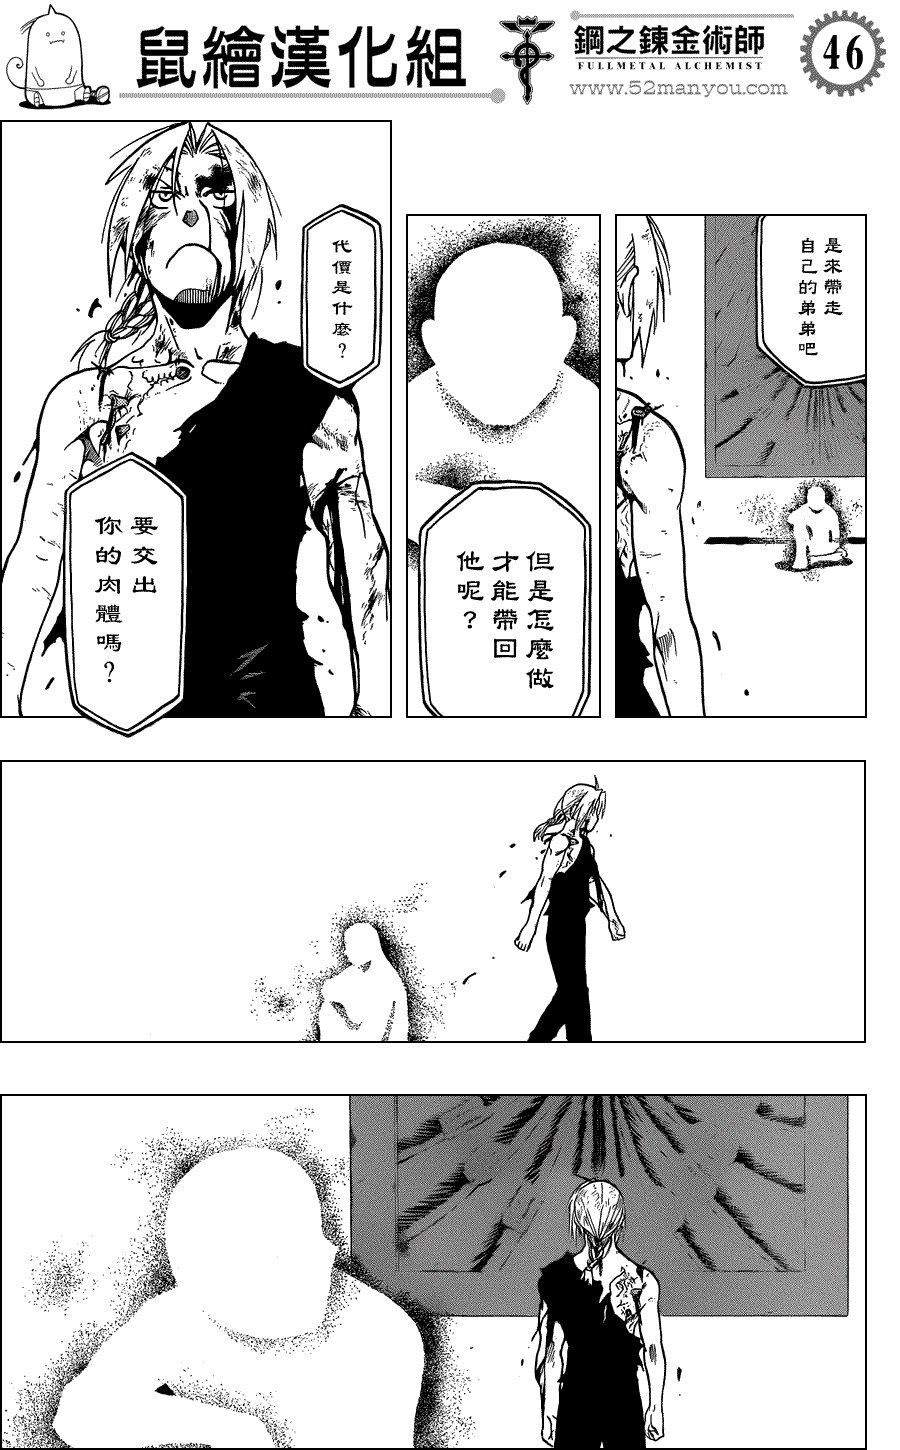 鼠繪漢化組
鋼之鍊金術師
FULLMETAL ALCHEMIST
www.52manyou.com
46
是來帶走
自己的弟弟吧
但是怎麼做
才能帶回
他呢？
代價是什麼？
要交出
你的肉體嗎？